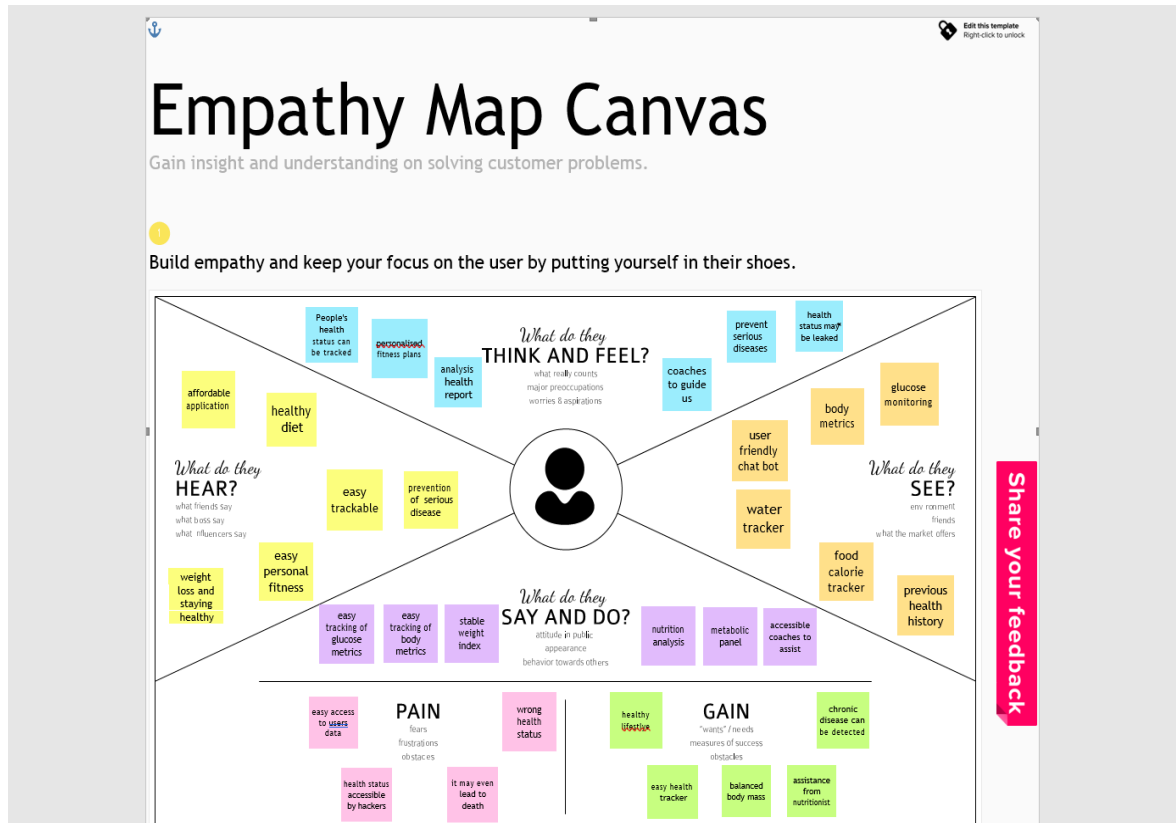 Edit this template
Right-click to unlock
Empathy Map Canvas
Gain insight and understanding on solving customer problems.
1
Build empathy and keep your focus on the user by putting yourself in their shoes.
People's
health
status can
be tracked
personalised
fitness plans
analysis
health
report
What do they
THINK AND FEEL?
what really counts
major preoccupations
worries & aspirations
coaches
to guide
us
prevent
serious
diseases
health
status may
be leaked
affordable
application
healthy
diet
What do they
HEAR?
what friends say
what boss say
what nfluencers say
easy
trackable
prevention
of serious
disease
easy
personal
fitness
weight
loss and
staying
healthy
glucose
monitoring
body
metrics
user
friendly
chat bot
What do they
SEE?
env ronment
friends
what the market offers
water
tracker
food
calorie
tracker
previous
health
history
Share your feedback
What do they
SAY AND DO?
attitude in public
appearance
behavior towards others
easy
tracking of
glucose
metrics
easy
tracking of
body
metrics
stable
weight
index
nutrition
analysis
metabolic
panel
accessible
coaches to
assist
PAIN
fears
frustrations
obstaces
easy access
to users
data
wrong
health
status
health status
accessible
by hackers
it may even
lead to
death
GAIN
"wants" / needs
measures of success
obstacles
healthy
lifestlye
chronic
disease can
be detected
easy health
tracker
balanced
body mass
assistance
from
nutritionist